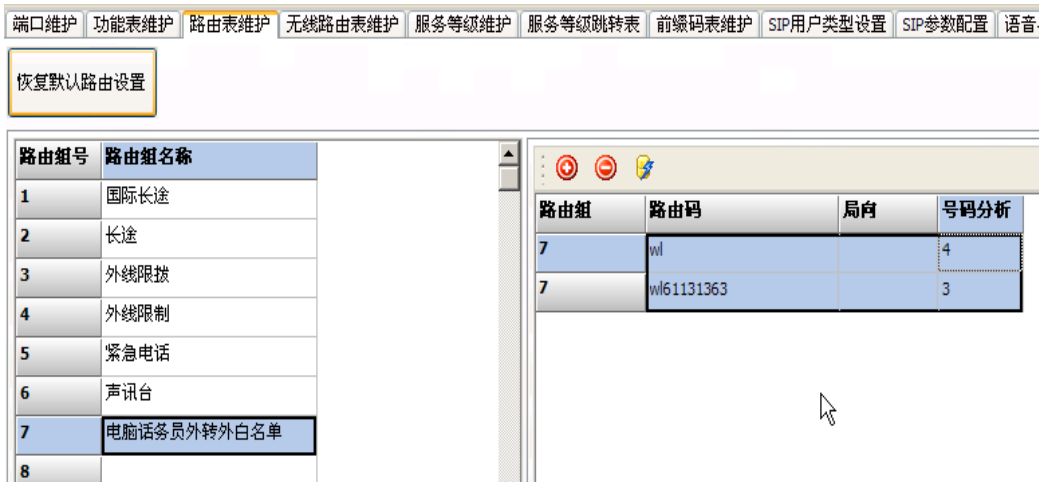 端口维护 功能表维护 路由表维护 无线路由表维护 服务等级维护 服务等级跳转表 前缀码表维护 SIP用户类型设置 SIP参数配置 语音
恢复默认路由设置
路由组号 路由组名称
1 国际长途
2 长途
3 外线限拨
4 外线限制
5 紧急电话
6 声讯台
7 电脑话务员外转外白名单
8
路由组 路由码 局向 号码分析
7 wl 4
7 wl61131363 3